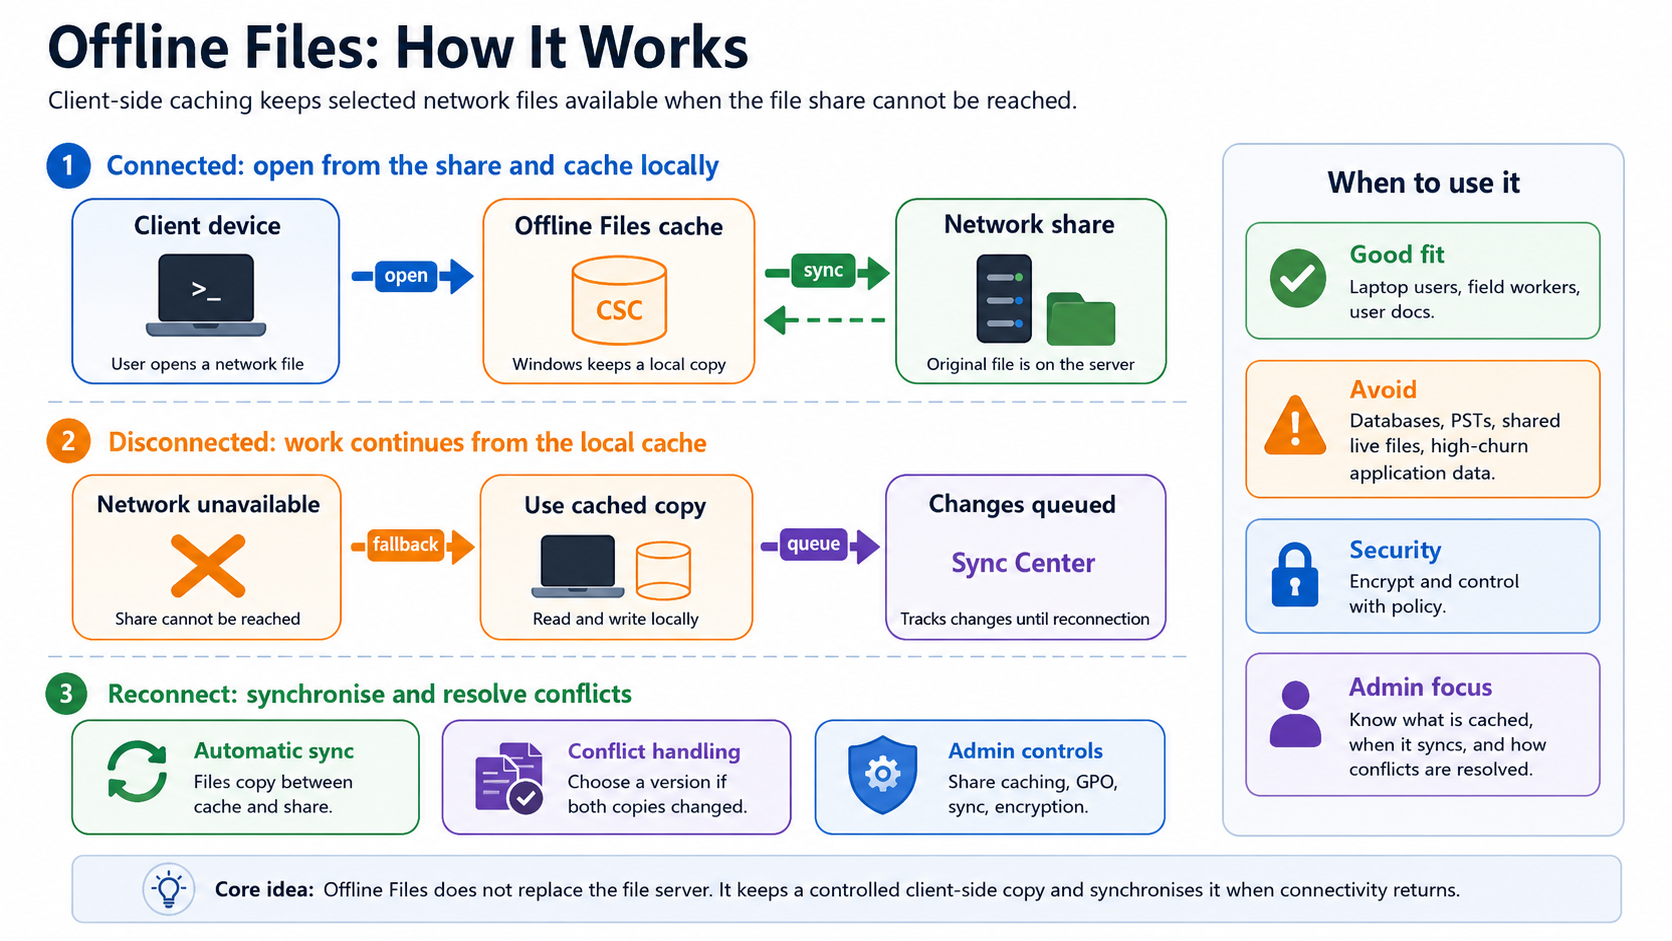 Offline Files: How It Works
Client-side caching keeps selected network files available when the file share cannot be reached.
1 Connected: open from the share and cache locally
Client device
>_
User opens a network file
open
Offline Files cache
CSC
Windows keeps a local copy
sync
Network share
Original file is on the server
2 Disconnected: work continues from the local cache
Network unavailable
Share cannot be reached
fallback
Use cached copy
Read and write locally
queue
Changes queued
Sync Center
Tracks changes until reconnection
3 Reconnect: synchronise and resolve conflicts
Automatic sync
Files copy between
cache and share.
Conflict handling
Choose a version if
both copies changed.
Admin controls
Share caching, GPO,
sync, encryption.
When to use it
Good fit
Laptop users, field workers,
user docs.
Avoid
Databases, PSTs, shared
live files, high-churn
application data.
Security
Encrypt and control
with policy.
Admin focus
Know what is cached,
when it syncs, and how
conflicts are resolved.
Core idea: Offline Files does not replace the file server. It keeps a controlled client-side copy and synchronises it when connectivity returns.